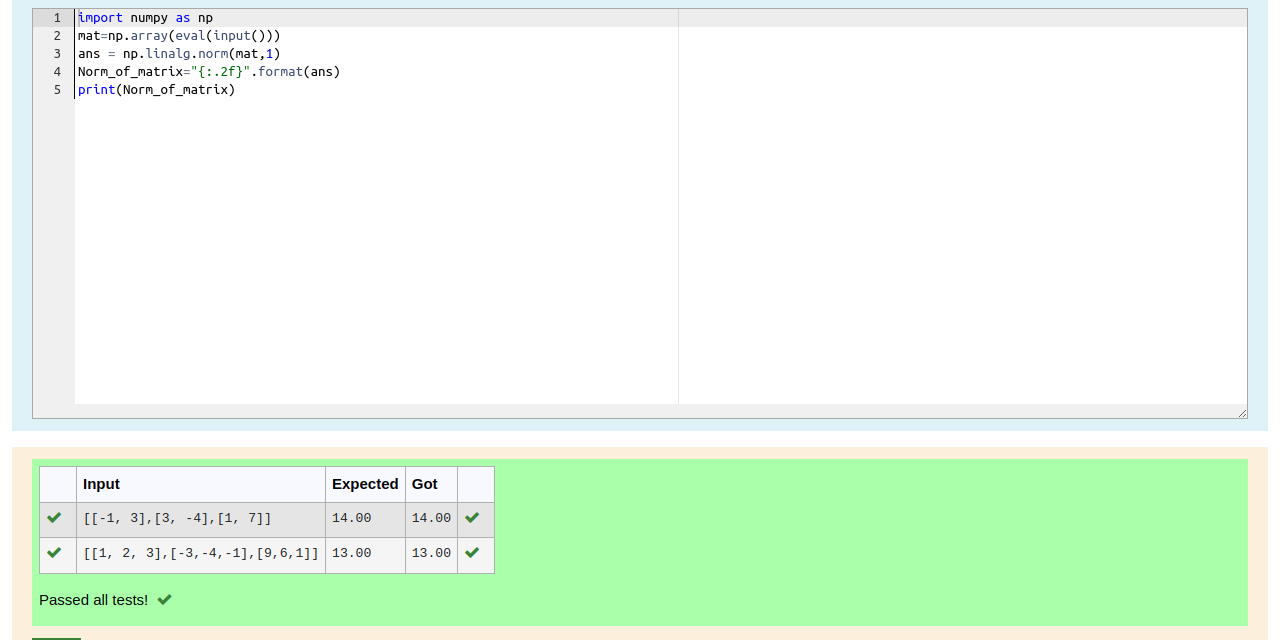 1 import numpy as np
2 mat=np.array(eval(input()))
3 ans = np.linalg.norm(mat,1)
4 Norm_of_matrix="{:.2f}".format(ans)
5 print(Norm_of_matrix)
Input Expected Got
[[-1, 3],[3, -4],[1, 7]] 14.00 14.00
[[1, 2, 3],[-3,-4,-1],[9,6,1]] 13.00 13.00
Passed all tests!